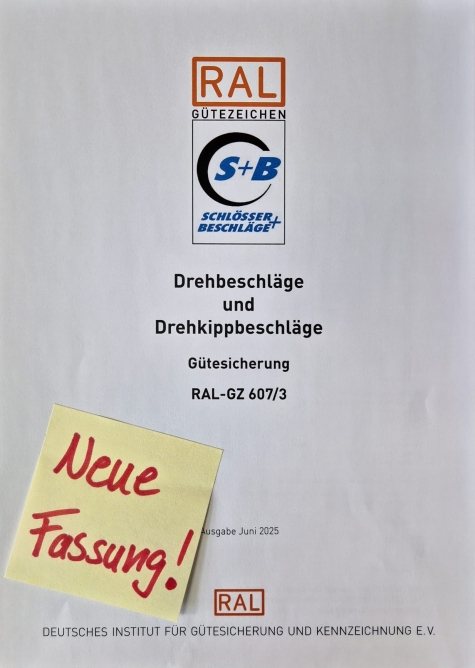 RAL
GÜTEZEICHEN
S+B
SCHLÖSSER+
BESCHLÄGE
Drehbeschläge
und
Drehkippbeschläge
Gütesicherung
RAL-GZ 607/3
Neue
Fassung!
Ausgabe Juni 2025
RAL
DEUTSCHES INSTITUT FÜR GÜTESICHERUNG UND KENNZEICHNUNG E.V.